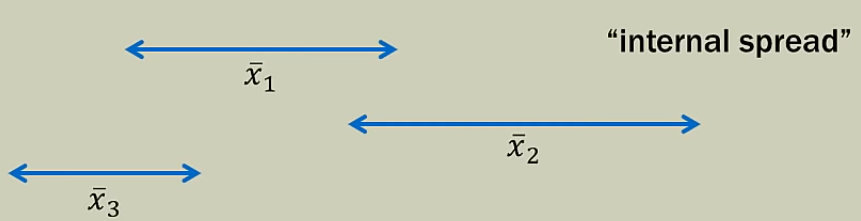 “internal spread”
x̄₁
x̄₂
x̄₃